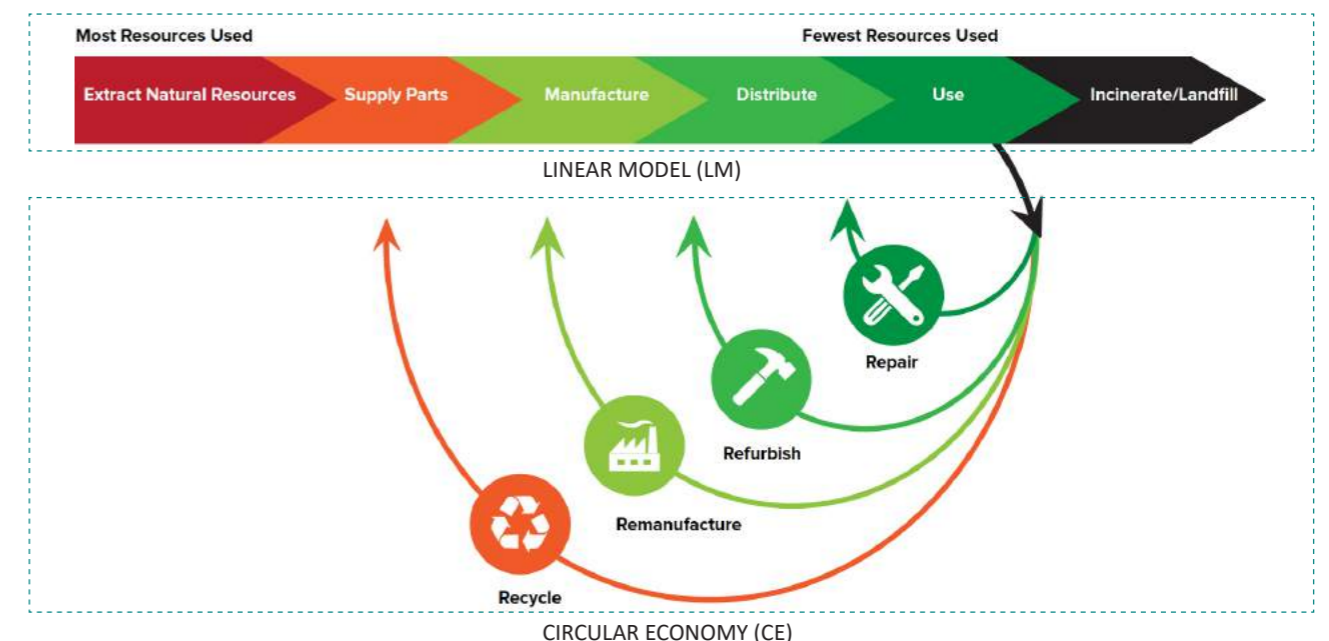 Most Resources Used
Fewest Resources Used
Extract Natural Resources
Supply Parts
Manufacture
Distribute
Use
Incinerate/Landfill
LINEAR MODEL (LM)
Repair
Refurbish
Remanufacture
Recycle
CIRCULAR ECONOMY (CE)